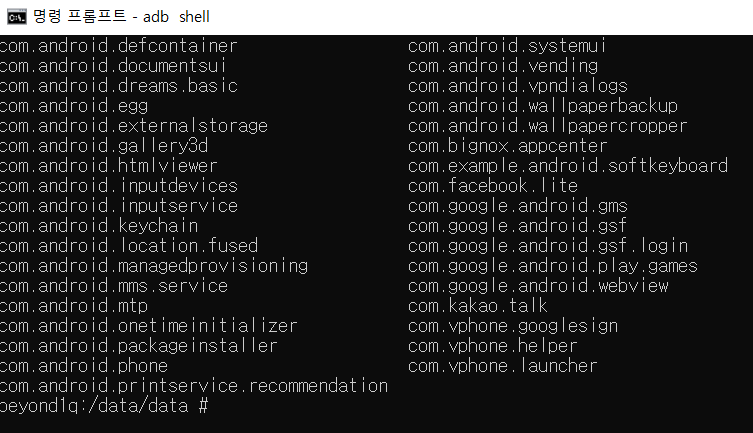 명령 프롬프트 - adb shell
com.android.defcontainer com.android.systemui
com.android.documentsui com.android.vending
com.android.dreams.basic com.android.vpndialogs
com.android.egg com.android.wallpaperbackup
com.android.externalstorage com.android.wallpapercropper
com.android.gallery3d com.bignox.appcenter
com.android.htmlviewer com.example.android.softkeyboard
com.android.inputdevices com.facebook.lite
com.android.inputservice com.google.android.gms
com.android.keychain com.google.android.gsf
com.android.location.fused com.google.android.gsf.login
com.android.managedprovisioning com.google.android.play.games
com.android.mms.service com.google.android.webview
com.android.mtp com.kakao.talk
com.android.onetimeinitializer com.vphone.googlesign
com.android.packageinstaller com.vphone.helper
com.android.phone com.vphone.launcher
com.android.printservice.recommendation
beyond1q:/data/data #